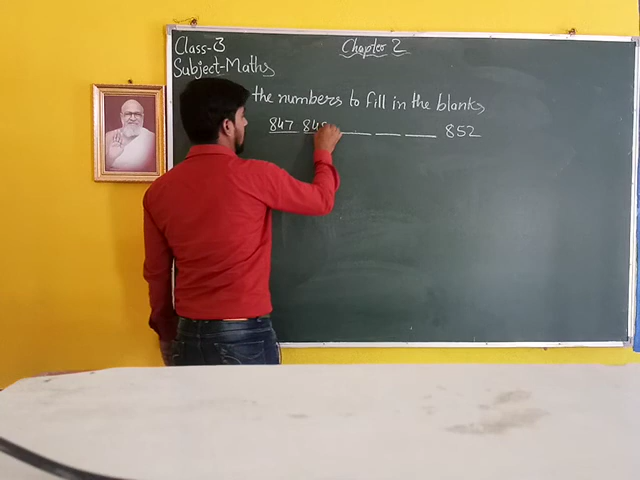 Class-3
Chapter 2
Subject-Maths
the numbers to fill in the blanks
847 848 ___ ___ ___ 852